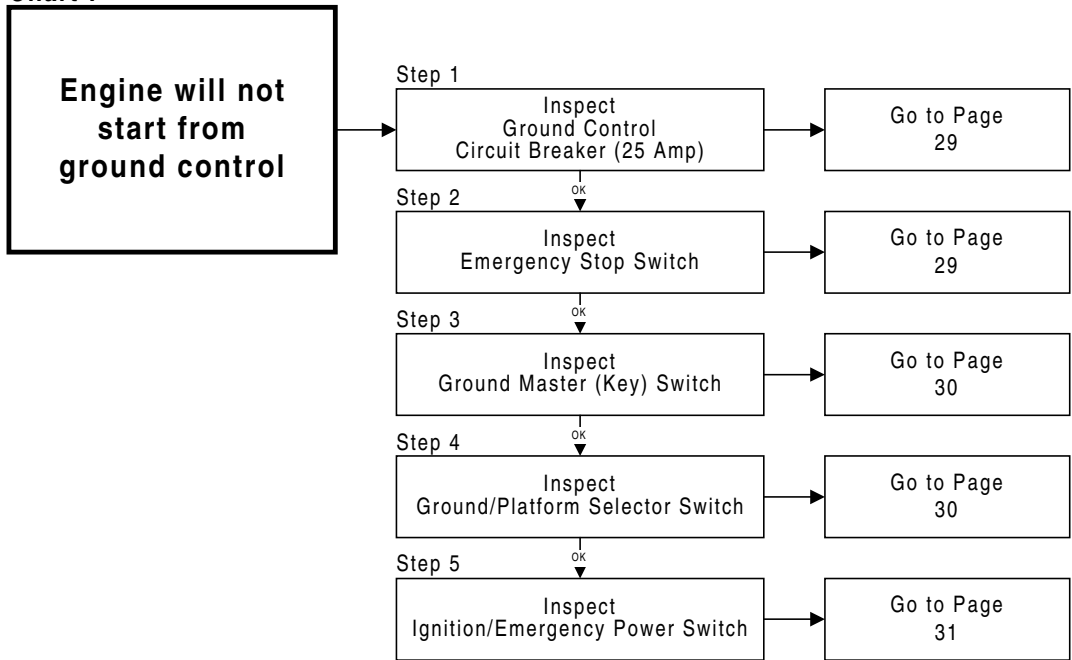 Engine will not
start from
ground control
Step 1
Inspect
Ground Control
Circuit Breaker (25 Amp)
Go to Page
29
OK
Step 2
Inspect
Emergency Stop Switch
Go to Page
29
OK
Step 3
Inspect
Ground Master (Key) Switch
Go to Page
30
OK
Step 4
Inspect
Ground/Platform Selector Switch
Go to Page
30
OK
Step 5
Inspect
Ignition/Emergency Power Switch
Go to Page
31